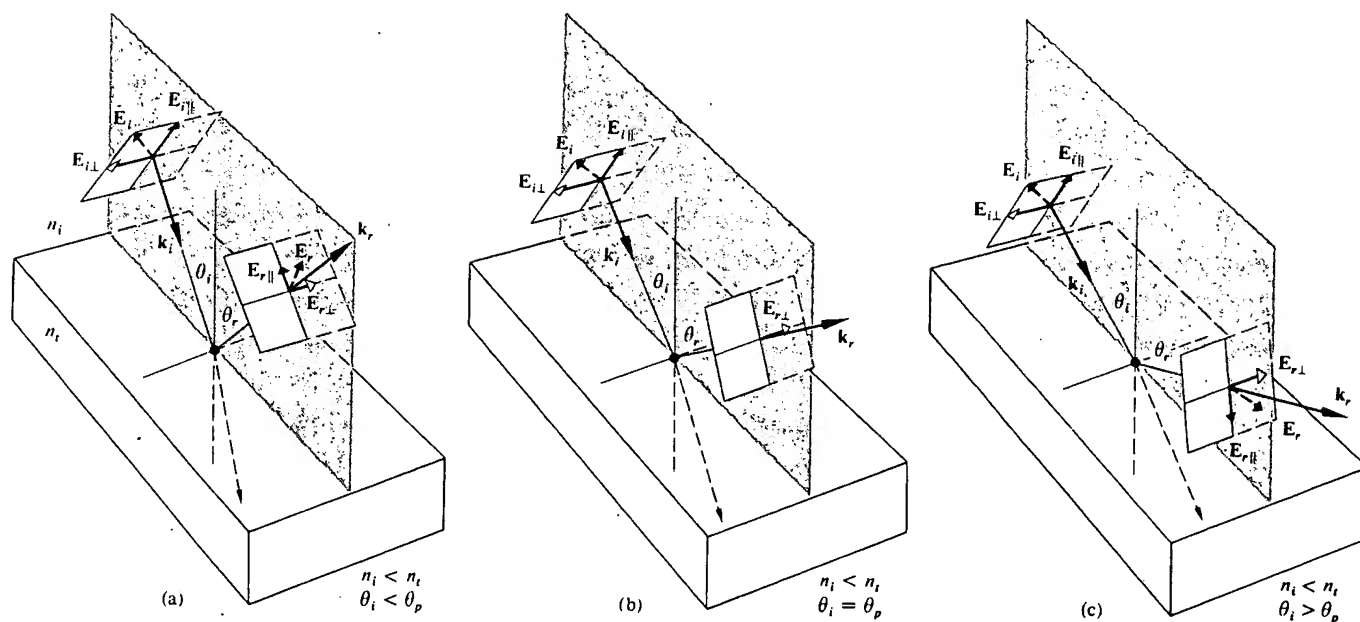 E_i
E_i∥
E_i⊥
n_i
k_i
θ_i
E_r∥
E_r
k_r
E_r⊥
θ_r
n_t
n_i < n_t
θ_i < θ_p
(a)
E_i
E_i∥
E_i⊥
k_i
θ_i
E_r⊥
θ_r
k_r
n_i < n_t
θ_i = θ_p
(b)
E_i
E_i∥
E_i⊥
k_i
θ_i
θ_r
E_r⊥
k_r
E_r
E_r∥
n_i < n_t
θ_i > θ_p
(c)